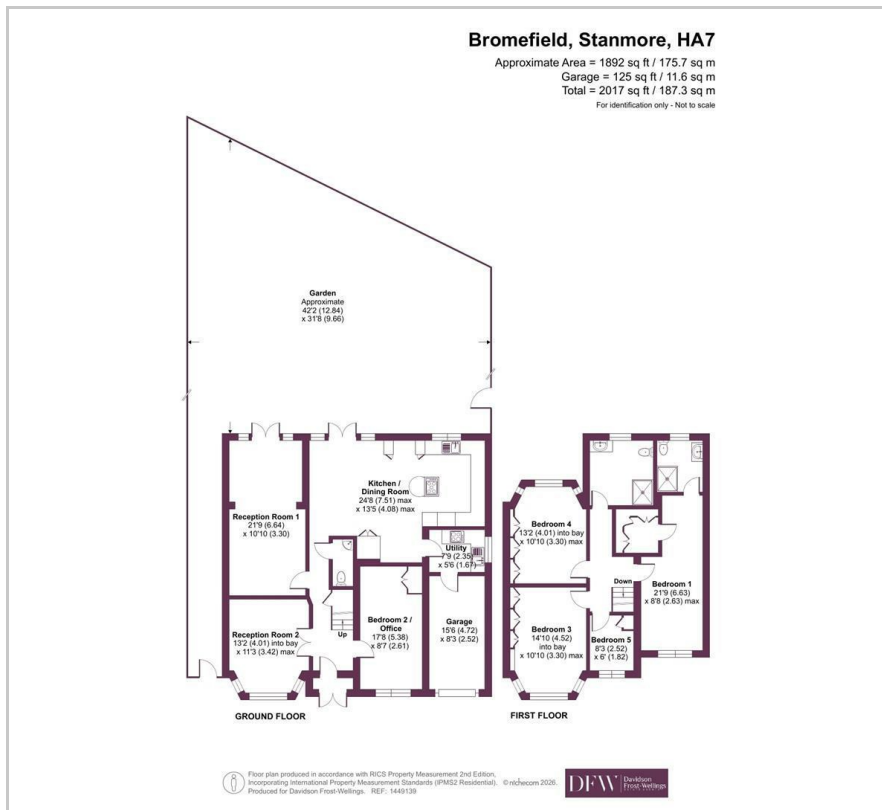 Bromefield, Stanmore, HA7
Approximate Area = 1892 sq ft / 175.7 sq m
Garage = 125 sq ft / 11.6 sq m
Total = 2017 sq ft / 187.3 sq m
For identification only - Not to scale
Garden
Approximate
42'2 (12.84)
x 31'8 (9.66)
Kitchen /
Dining Room
24'8 (7.51) max
x 13'5 (4.08) max
Reception Room 1
21'9 (6.64)
x 10'10 (3.30)
Utility
7'9 (2.35)
x 5'6 (1.67)
Bedroom 2 /
Office
17'8 (5.38)
x 8'7 (2.61)
Garage
15'6 (4.72)
x 8'3 (2.52)
Up
Reception Room 2
13'2 (4.01) into bay
x 11'3 (3.42) max
GROUND FLOOR
Bedroom 4
13'2 (4.01) into bay
x 10'10 (3.30) max
Down
Bedroom 1
21'9 (6.63)
x 8'8 (2.63) max
Bedroom 3
14'10 (4.52)
into bay
x 10'10 (3.30) max
Bedroom 5
8'3 (2.52)
x 6' (1.82)
FIRST FLOOR
Floor plan produced in accordance with RICS Property Measurement 2nd Edition,
Incorporating International Property Measurement Standards (IPMS2 Residential). © ntchecom 2026.
Produced for Davidson Frost-Wellings. REF: 1449139
DFW
Davidson
Frost-Wellings